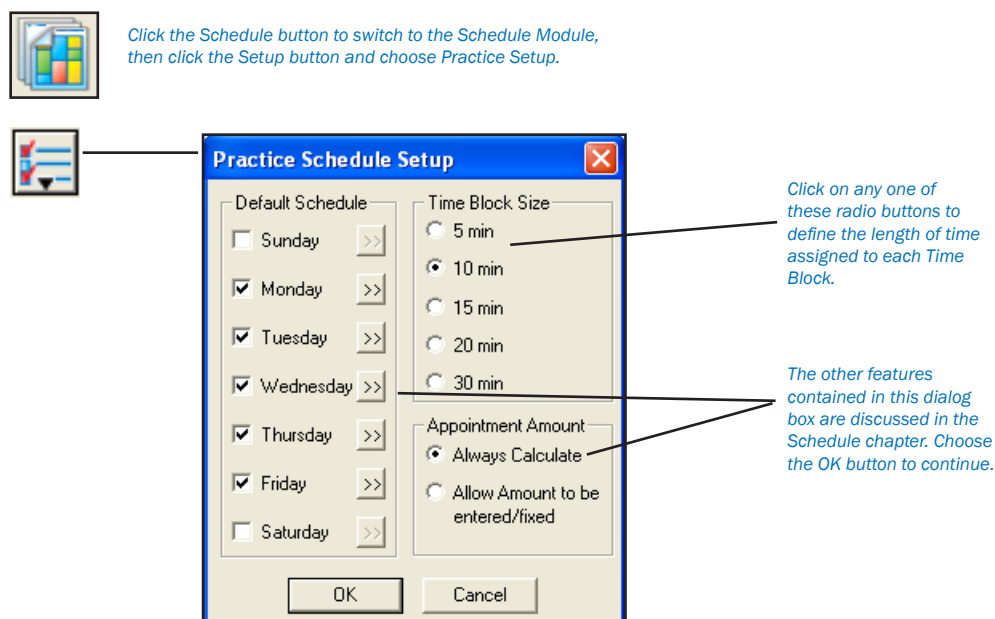 Click the Schedule button to switch to the Schedule Module,
then click the Setup button and choose Practice Setup.
Practice Schedule Setup
Default Schedule
Sunday >>
Monday >>
Tuesday >>
Wednesday >>
Thursday >>
Friday >>
Saturday >>
Time Block Size
5 min
10 min
15 min
20 min
30 min
Appointment Amount
Always Calculate
Allow Amount to be
entered/fixed
OK
Cancel
Click on any one of
these radio buttons to
define the length of time
assigned to each Time
Block.
The other features
contained in this dialog
box are discussed in the
Schedule chapter. Choose
the OK button to continue.